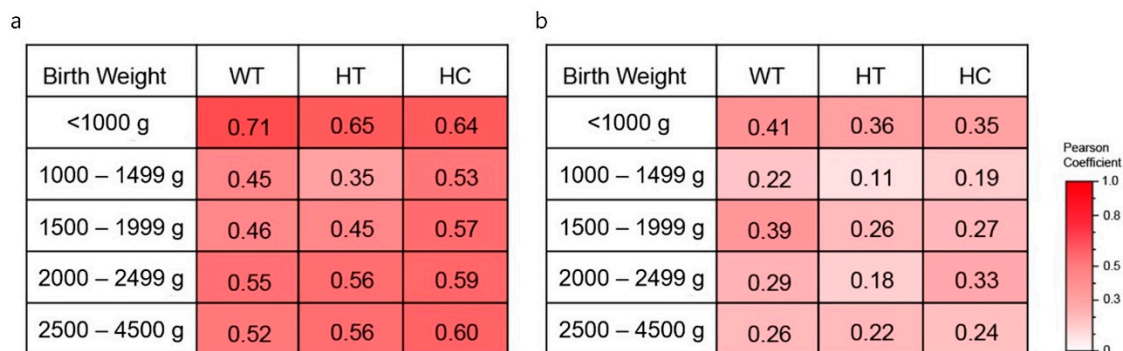 a
Birth Weight WT HT HC
<1000 g 0.71 0.65 0.64
1000 – 1499 g 0.45 0.35 0.53
1500 – 1999 g 0.46 0.45 0.57
2000 – 2499 g 0.55 0.56 0.59
2500 – 4500 g 0.52 0.56 0.60
b
Birth Weight WT HT HC
<1000 g 0.41 0.36 0.35
1000 – 1499 g 0.22 0.11 0.19
1500 – 1999 g 0.39 0.26 0.27
2000 – 2499 g 0.29 0.18 0.33
2500 – 4500 g 0.26 0.22 0.24
Pearson
Coefficient
1.0
0.8
0.5
0.3
0